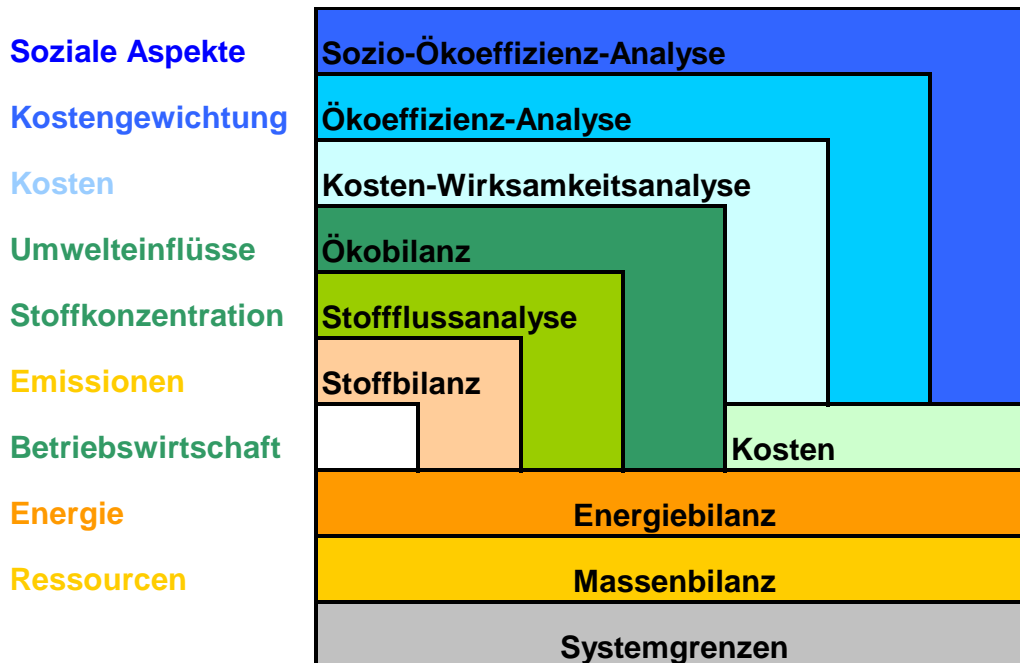 Soziale Aspekte
Sozio-Ökoeffizienz-Analyse
Kostengewichtung
Ökoeffizienz-Analyse
Kosten
Kosten-Wirksamkeitsanalyse
Umwelteinflüsse
Ökobilanz
Stoffkonzentration
Stoffflussanalyse
Emissionen
Stoffbilanz
Betriebswirtschaft
Kosten
Energie
Energiebilanz
Ressourcen
Massenbilanz
Systemgrenzen